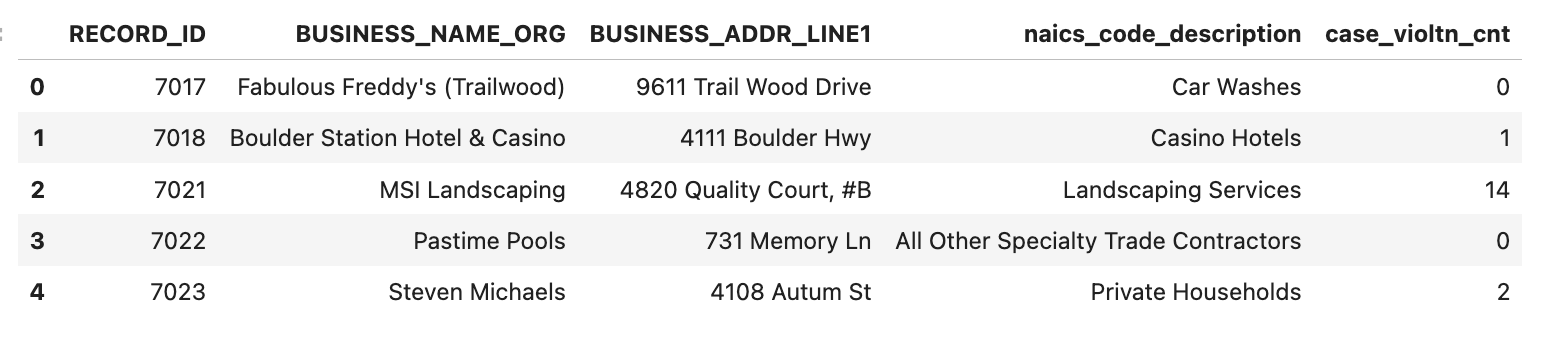 RECORD_ID BUSINESS_NAME_ORG BUSINESS_ADDR_LINE1 naics_code_description case_violtn_cnt
0 7017 Fabulous Freddy's (Trailwood) 9611 Trail Wood Drive Car Washes 0
1 7018 Boulder Station Hotel & Casino 4111 Boulder Hwy Casino Hotels 1
2 7021 MSI Landscaping 4820 Quality Court, #B Landscaping Services 14
3 7022 Pastime Pools 731 Memory Ln All Other Specialty Trade Contractors 0
4 7023 Steven Michaels 4108 Autum St Private Households 2